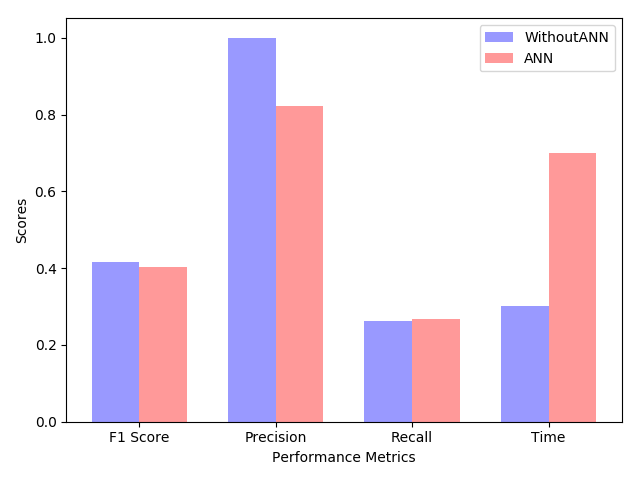 WithoutANN
ANN
Scores
1.0
0.8
0.6
0.4
0.2
0.0
F1 Score
Precision
Recall
Time
Performance Metrics